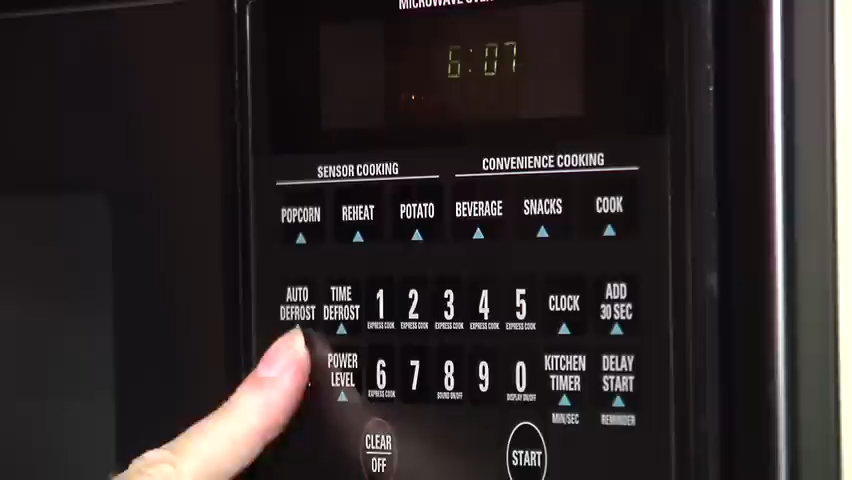 MICROWAVE
6:07
SENSOR COOKING
CONVENIENCE COOKING
POPCORN
REHEAT
POTATO
BEVERAGE
SNACKS
COOK
AUTO
DEFROST
TIME
DEFROST
1
EXPRESS COOK
2
EXPRESS COOK
3
EXPRESS COOK
4
EXPRESS COOK
5
EXPRESS COOK
CLOCK
ADD
30 SEC
POWER
LEVEL
6
EXPRESS COOK
7
8
SOUND ON/OFF
9
0
DISPLAY ON/OFF
KITCHEN
TIMER
MIN/SEC
DELAY
START
REMINDER
CLEAR
OFF
START